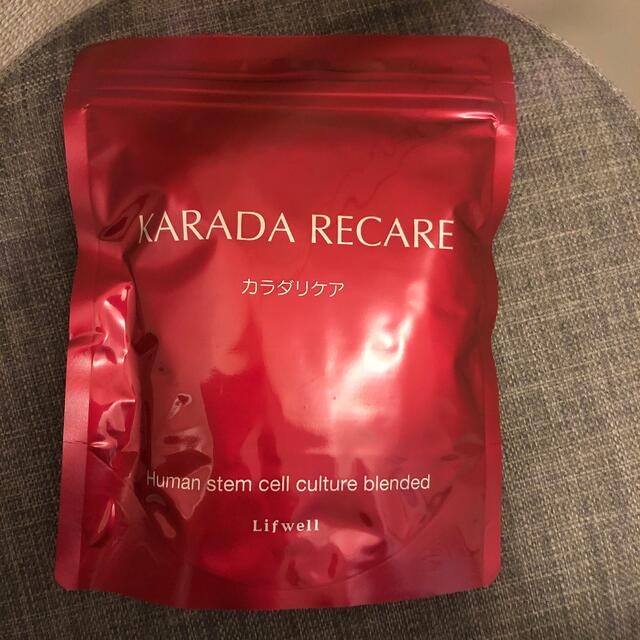 KARADA RECARE
カラダリケア
Human stem cell culture blended
Lifwell